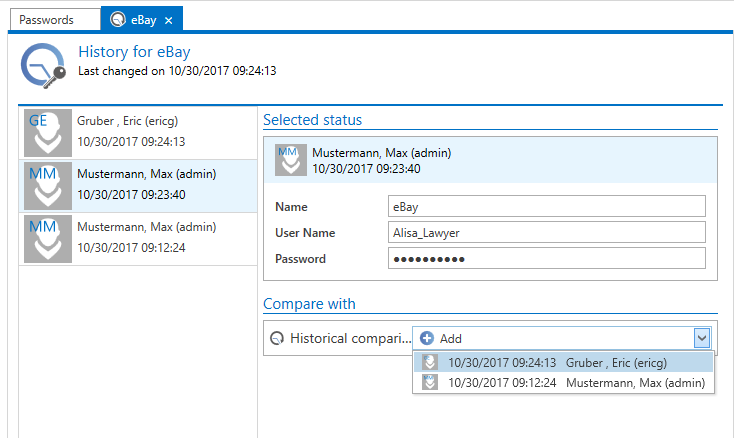 Passwords
eBay ×
History for eBay
Last changed on 10/30/2017 09:24:13
GE
Gruber , Eric (ericg)
10/30/2017 09:24:13
MM
Mustermann, Max (admin)
10/30/2017 09:23:40
MM
Mustermann, Max (admin)
10/30/2017 09:12:24
Selected status
MM
Mustermann, Max (admin)
10/30/2017 09:23:40
Name eBay
User Name Alisa_Lawyer
Password ●●●●●●●●●●
Compare with
Historical compari... Add
10/30/2017 09:24:13 Gruber , Eric (ericg)
10/30/2017 09:12:24 Mustermann, Max (admin)